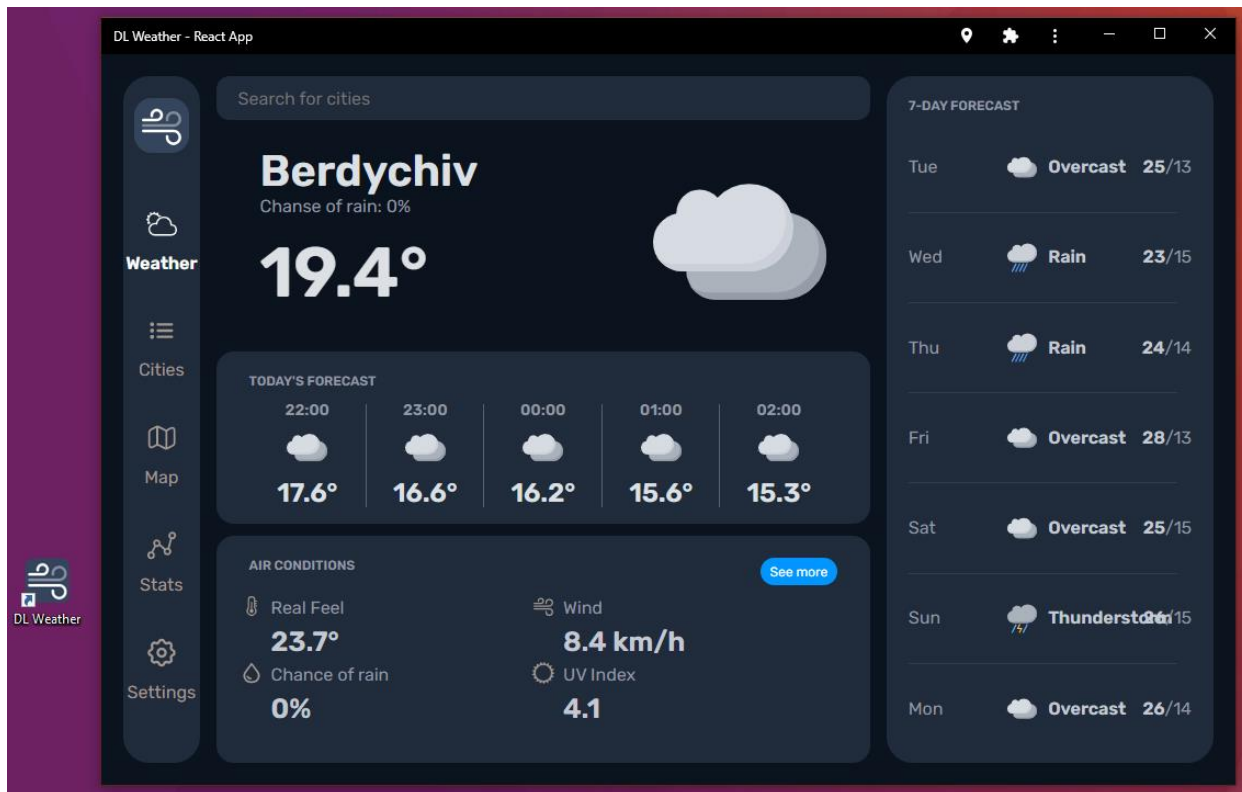 DL Weather - React App
Search for cities
Berdychiv
Chanse of rain: 0%
19.4°
Weather
Cities
Map
Stats
Settings
TODAY'S FORECAST
22:00 23:00 00:00 01:00 02:00
17.6° 16.6° 16.2° 15.6° 15.3°
AIR CONDITIONS
See more
Real Feel
23.7°
Wind
8.4 km/h
Chance of rain
0%
UV Index
4.1
7-DAY FORECAST
Tue Overcast 25/13
Wed Rain 23/15
Thu Rain 24/14
Fri Overcast 28/13
Sat Overcast 25/15
Sun Thunderstorm 26/15
Mon Overcast 26/14
DL Weather